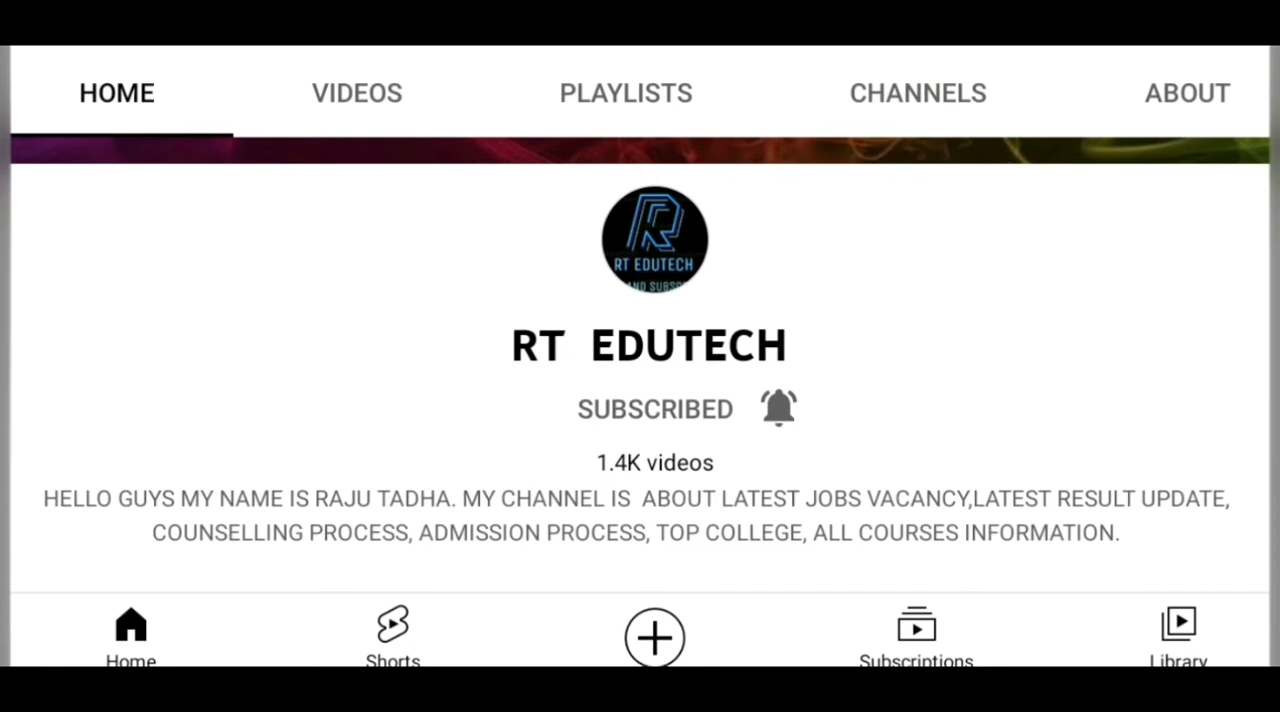 HOME VIDEOS PLAYLISTS CHANNELS ABOUT
RT EDUTECH
AND SUBSC
RT EDUTECH
SUBSCRIBED
1.4K videos
HELLO GUYS MY NAME IS RAJU TADHA. MY CHANNEL IS ABOUT LATEST JOBS VACANCY,LATEST RESULT UPDATE,
COUNSELLING PROCESS, ADMISSION PROCESS, TOP COLLEGE, ALL COURSES INFORMATION.
Home Shorts Subscriptions Library